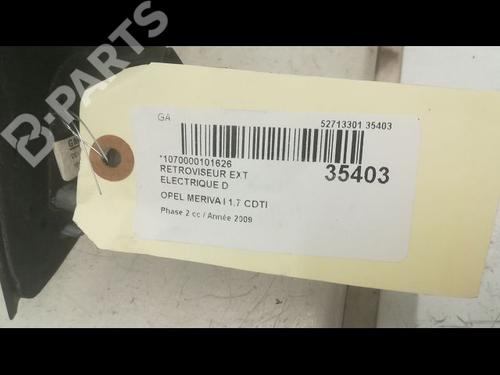 B-PARTS
GA
52713301 35403
*1070000101626
RETROVISEUR EXT
ELECTRIQUE D
35403
OPEL MERIVA I 1.7 CDTI
Phase 2 cc / Année 2009